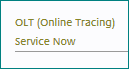 OLT (Online Tracing)
Service Now